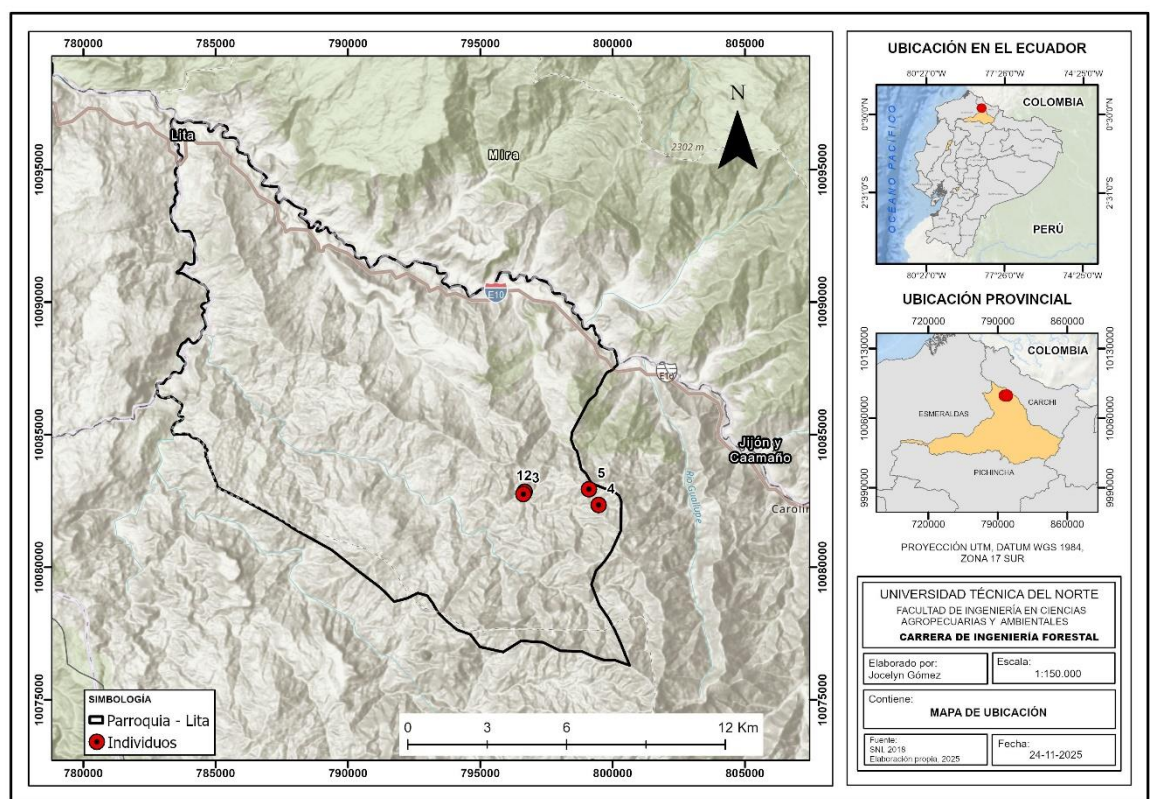 780000 785000 790000 795000 800000 805000
10095000
10090000
10085000
10080000
10075000
10095000
10090000
10085000
10080000
10075000
Lita
Mira
2302 m
N
E10
E10
Jijón y
Caamaño
Río Guallupe
Carolin
123
5
4
SIMBOLOGÍA
Parroquia - Lita
Individuos
0 3 6 12 Km
780000 785000 790000 795000 800000 805000
UBICACIÓN EN EL ECUADOR
80°27'0"W 77°26'0"W 74°25'0"W
0°30'0"N
2°31'0"S
0°30'0"N
2°31'0"S
OCÉANO PACÍFICO
COLOMBIA
PERÚ
80°27'0"W 77°26'0"W 74°25'0"W
UBICACIÓN PROVINCIAL
720000 790000 860000
10130000
10060000
9990000
10130000
10060000
9990000
COLOMBIA
ESMERALDAS
CARCHI
PICHINCHA
720000 790000 860000
PROYECCIÓN UTM, DATUM WGS 1984,
ZONA 17 SUR
UNIVERSIDAD TÉCNICA DEL NORTE
FACULTAD DE INGENIERÍA EN CIENCIAS
AGROPECUARIAS Y AMBIENTALES
CARRERA DE INGENIERÍA FORESTAL
Elaborado por:
Jocelyn Gómez
Escala:
1:150.000
Contiene:
MAPA DE UBICACIÓN
Fuente:
SNI, 2019
Elaboración propia, 2025
Fecha:
24-11-2025